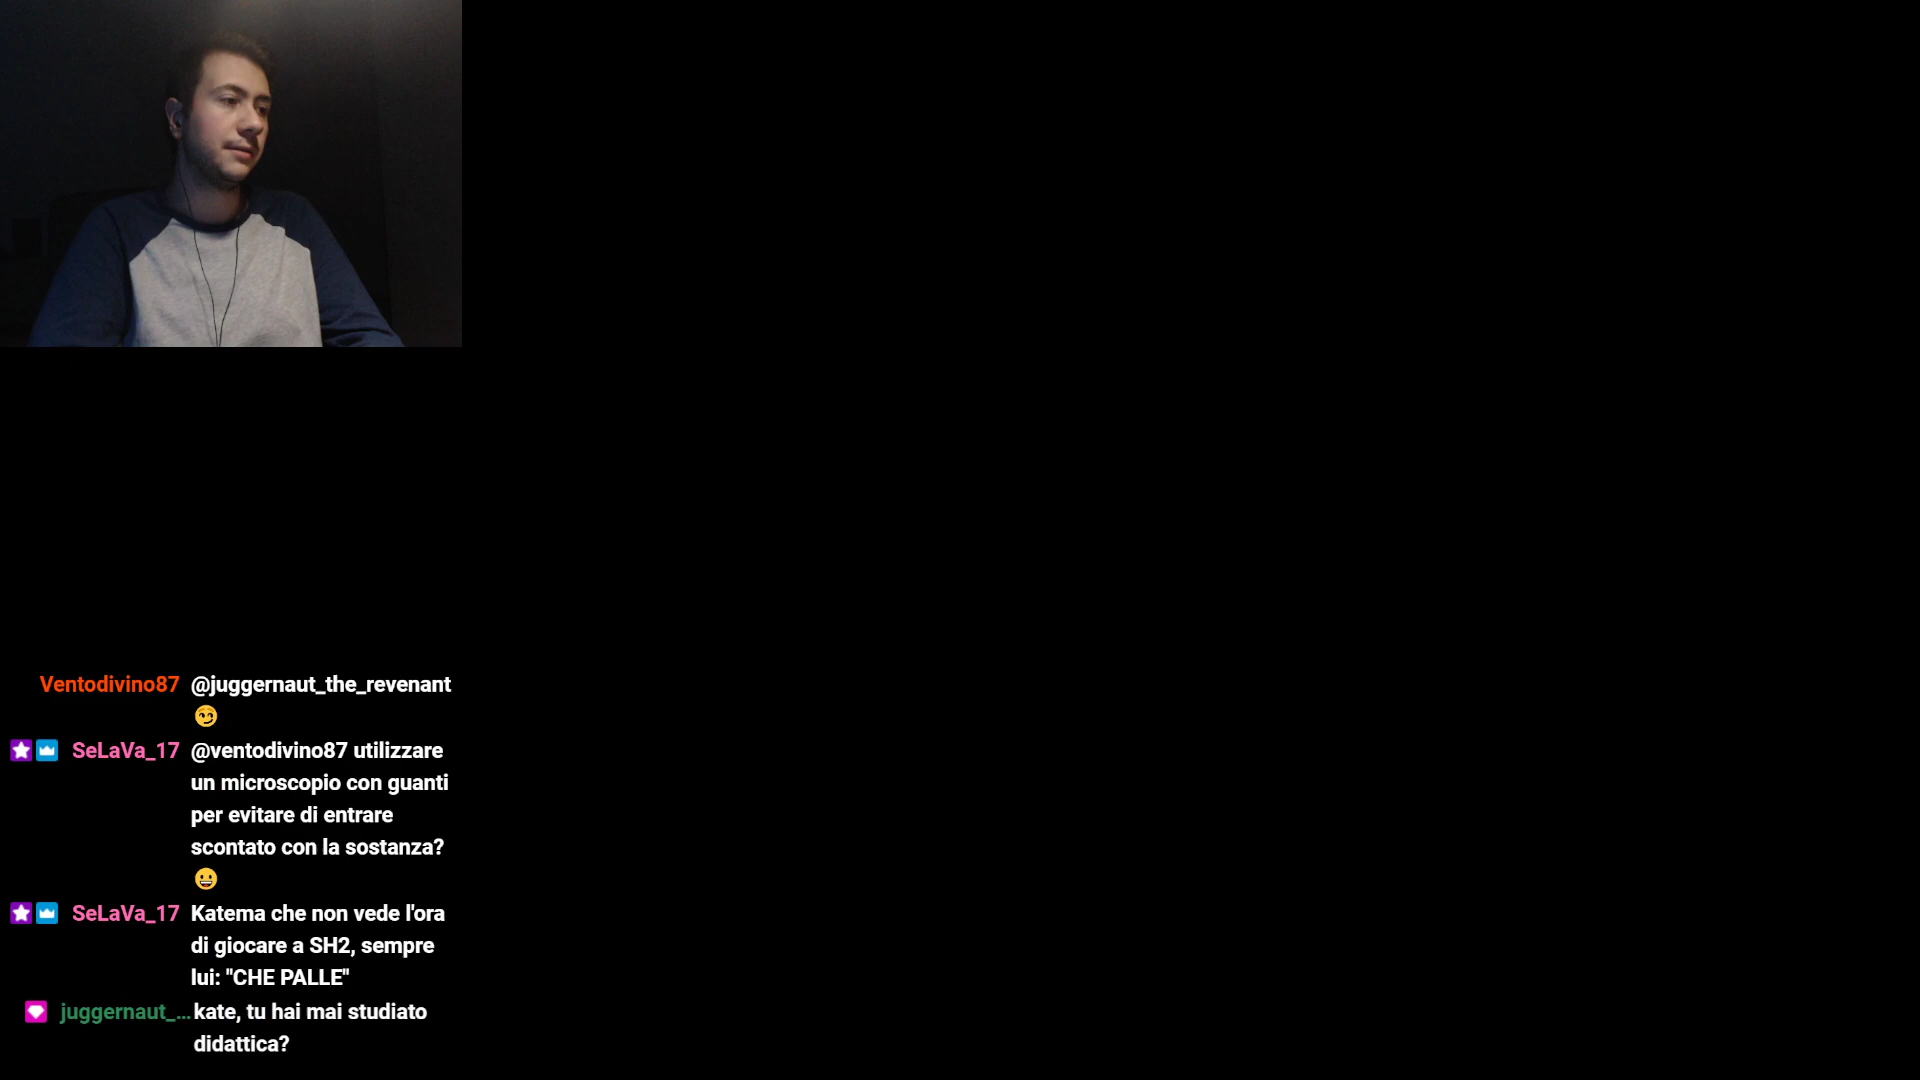 Ventodivino87 @juggernaut_the_revenant
😏
SeLaVa_17 @ventodivino87 utilizzare
un microscopio con guanti
per evitare di entrare
scontato con la sostanza?
😀
SeLaVa_17 Katema che non vede l'ora
di giocare a SH2, sempre
lui: "CHE PALLE"
juggernaut_... kate, tu hai mai studiato
didattica?